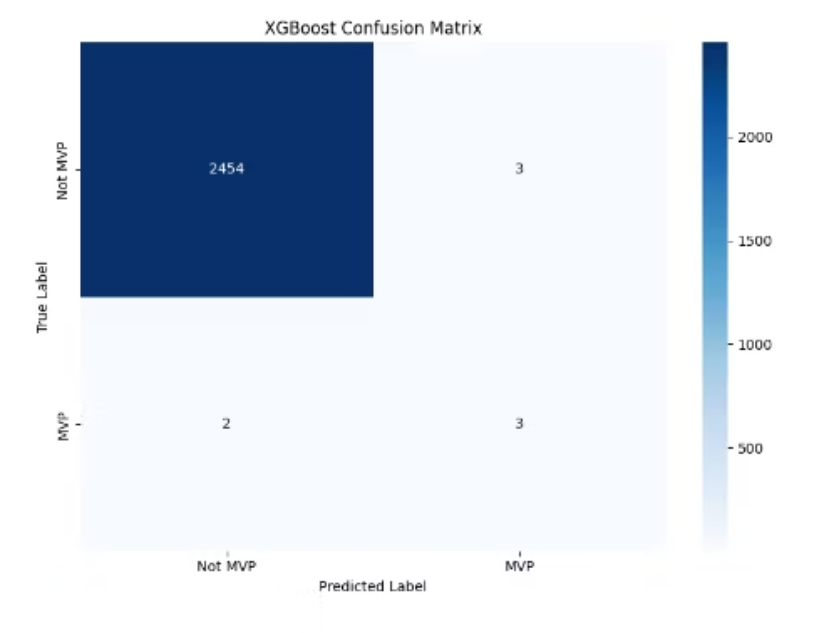 XGBoost Confusion Matrix
Not MVP
2454
3
MVP
2
3
True Label
Not MVP
MVP
Predicted Label
2000
1500
1000
500